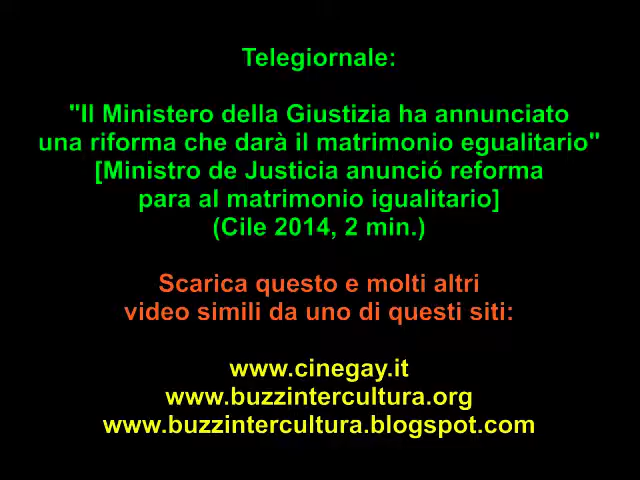 Telegiornale:
"Il Ministero della Giustizia ha annunciato
una riforma che darà il matrimonio egualitario"
[Ministro de Justicia anunció reforma
para al matrimonio igualitario]
(Cile 2014, 2 min.)
Scarica questo e molti altri
video simili da uno di questi siti:
www.cinegay.it
www.buzzintercultura.org
www.buzzintercultura.blogspot.com